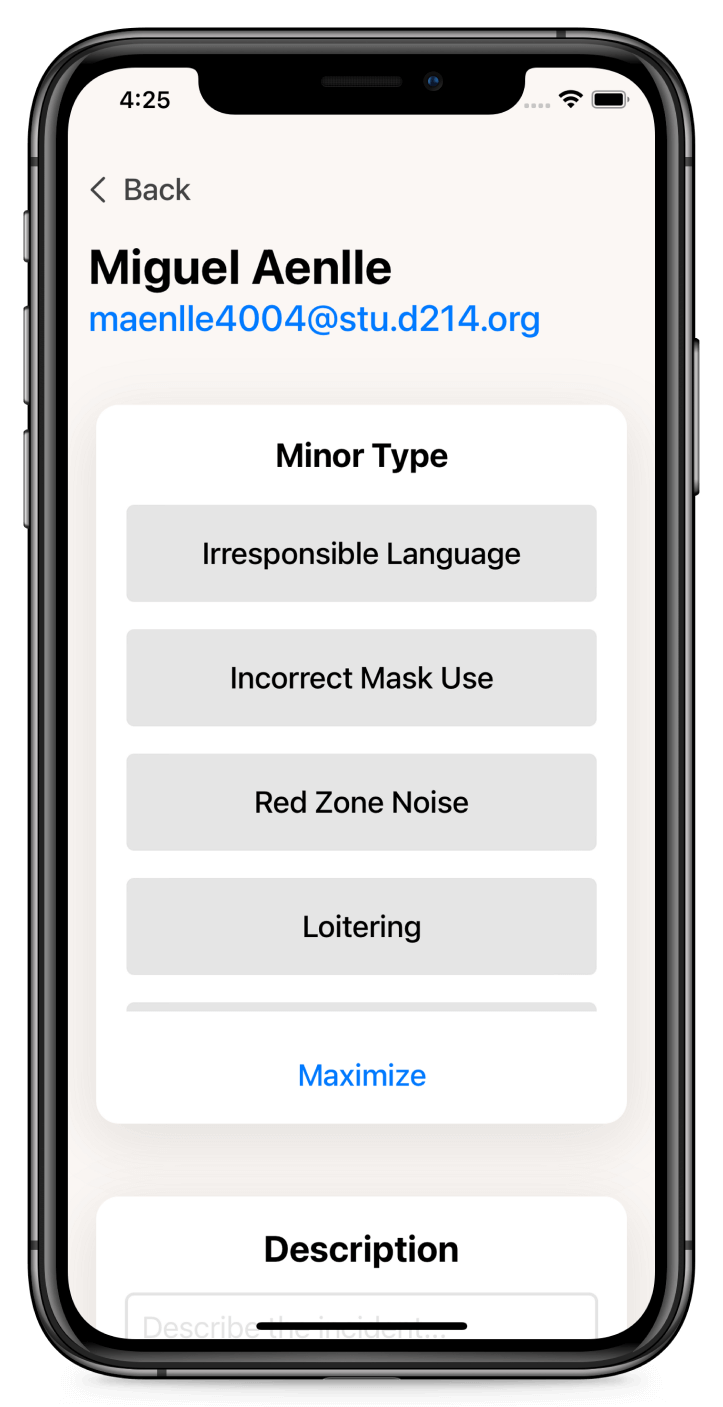 4:25
Back
Miguel Aenlle
maenlle4004@stu.d214.org
Minor Type
Irresponsible Language
Incorrect Mask Use
Red Zone Noise
Loitering
Maximize
Description
Describe the incident...